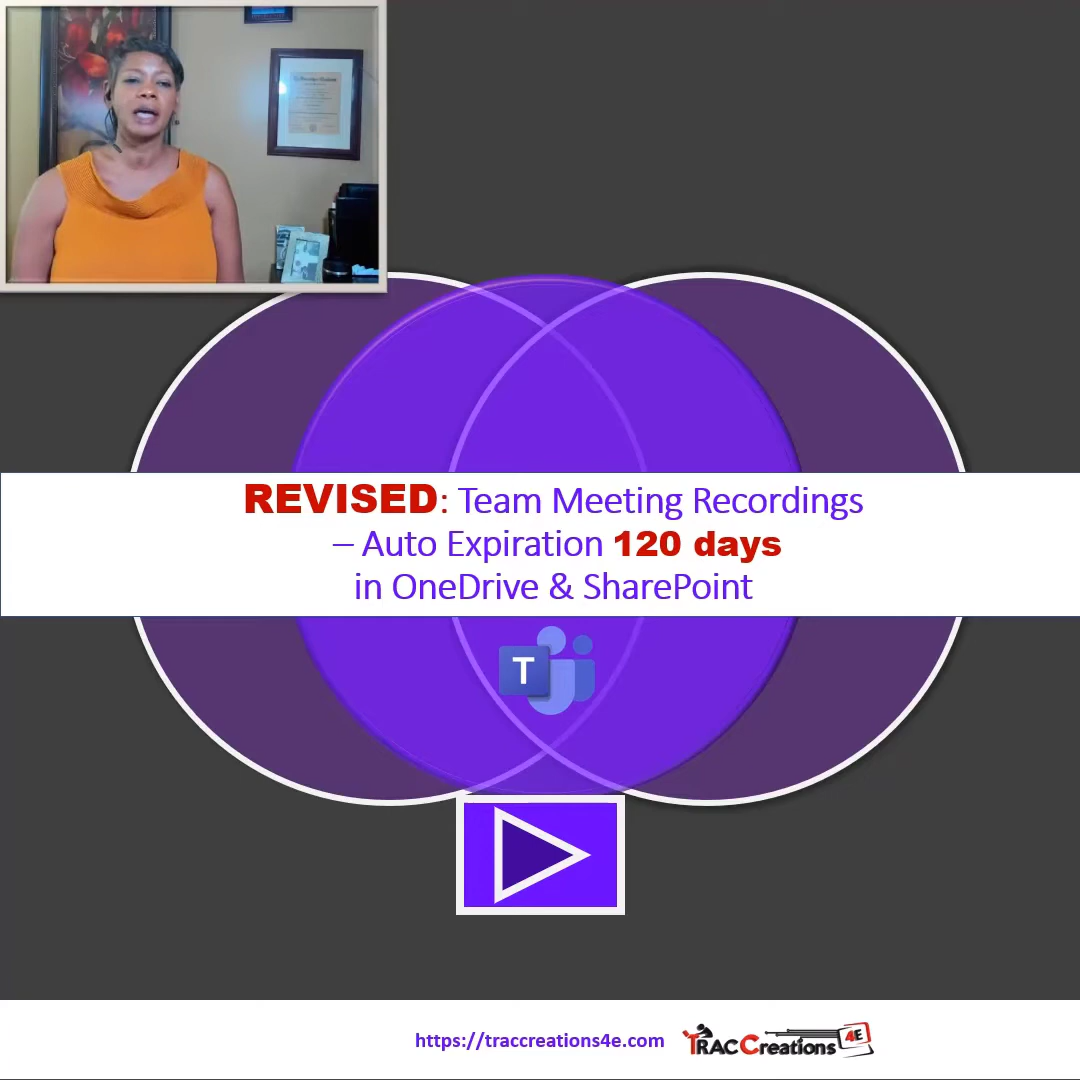 REVISED: Team Meeting Recordings
– Auto Expiration 120 days
in OneDrive & SharePoint
T
https://traccreations4e.com
TRACCreations
4E